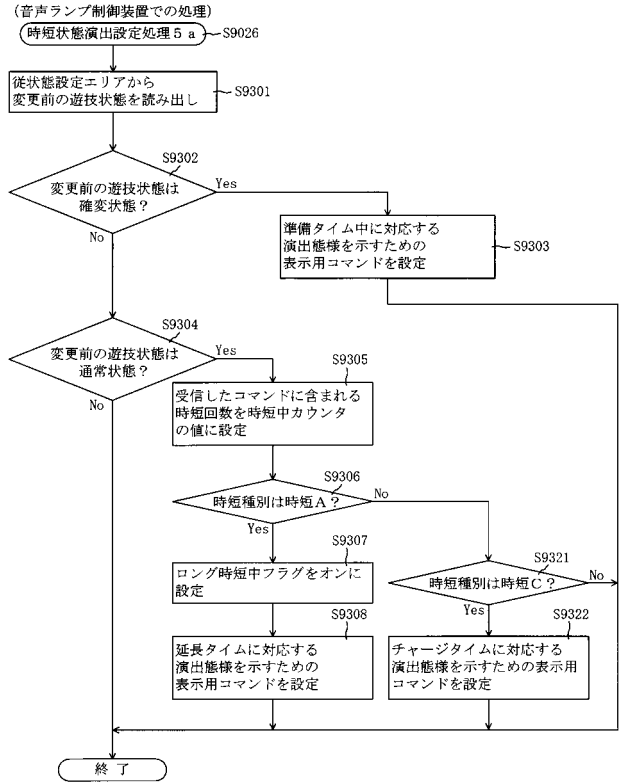 (音声ランプ制御装置での処理)
時短状態演出設定処理5a
S9026
従状態設定エリアから
変更前の遊技状態を読み出し
S9301
S9302
変更前の遊技状態は
確変状態?
Yes
No
準備タイム中に対応する
演出態様を示すための
表示用コマンドを設定
S9303
S9304
変更前の遊技状態は
通常状態?
Yes
No
S9305
受信したコマンドに含まれる
時短回数を時短中カウンタ
の値に設定
S9306
時短種別は時短A?
No
Yes
S9307
ロング時短中フラグをオンに
設定
S9321
時短種別は時短C?
No
Yes
S9308
延長タイムに対応する
演出態様を示すための
表示用コマンドを設定
S9322
チャージタイムに対応する
演出態様を示すための表示用
コマンドを設定
終了